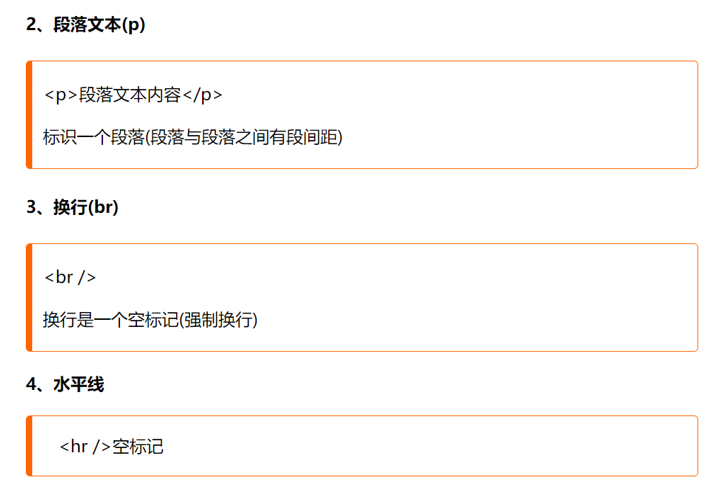 2、段落文本(p)
<p>段落文本内容</p>
标识一个段落(段落与段落之间有段间距)
3、换行(br)
<br />
换行是一个空标记(强制换行)
4、水平线
<hr />空标记